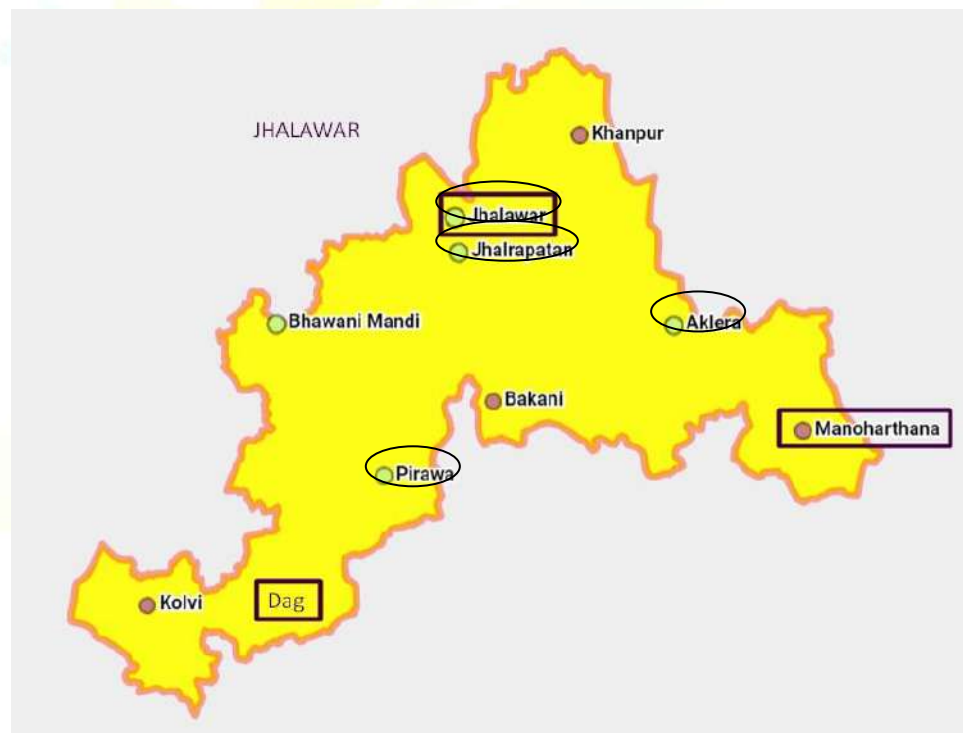 JHALAWAR
Khanpur
Jhalawar
Jhalrapatan
Bhawani Mandi
Aklera
Bakani
Manoharthana
Pirawa
Kolvi
Dag